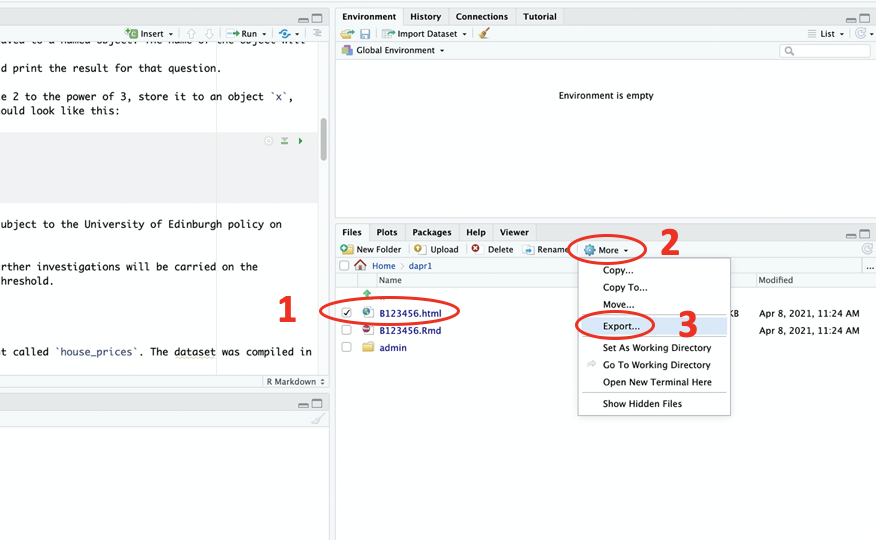 Insert
Run
aved to a named object. The name of the object will
d print the result for that question.
e 2 to the power of 3, store it to an object `x`,
ould look like this:
ubject to the University of Edinburgh policy on
rther investigations will be carried on the
hreshold.
t called `house_prices`. The dataset was compiled in
R Markdown
Environment History Connections Tutorial
Import Dataset
List
Global Environment
Environment is empty
Files Plots Packages Help Viewer
New Folder Upload Delete Rename More
2
Home dapr1
...
Name
Modified
1
B123456.html
KB Apr 8, 2021, 11:24 AM
B123456.Rmd
Apr 8, 2021, 11:24 AM
admin
Copy...
Copy To...
Move...
Export...
3
Set As Working Directory
Go To Working Directory
Open New Terminal Here
Show Hidden Files